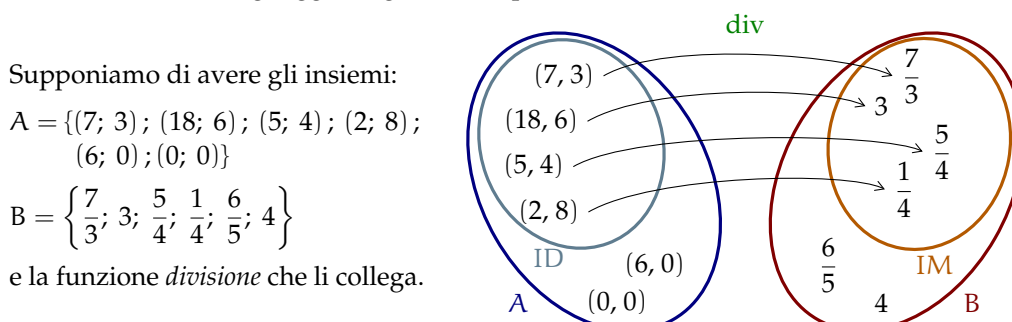 Supponiamo di avere gli insiemi:
A = {(7; 3) ; (18; 6) ; (5; 4) ; (2; 8) ;
(6; 0) ; (0; 0)}
B = {7/3; 3; 5/4; 1/4; 6/5; 4}
e la funzione divisione che li collega.
div
(7, 3)
(18, 6)
(5, 4)
(2, 8)
ID
(6, 0)
(0, 0)
A
7/3
3
5/4
1/4
IM
6/5
4
B